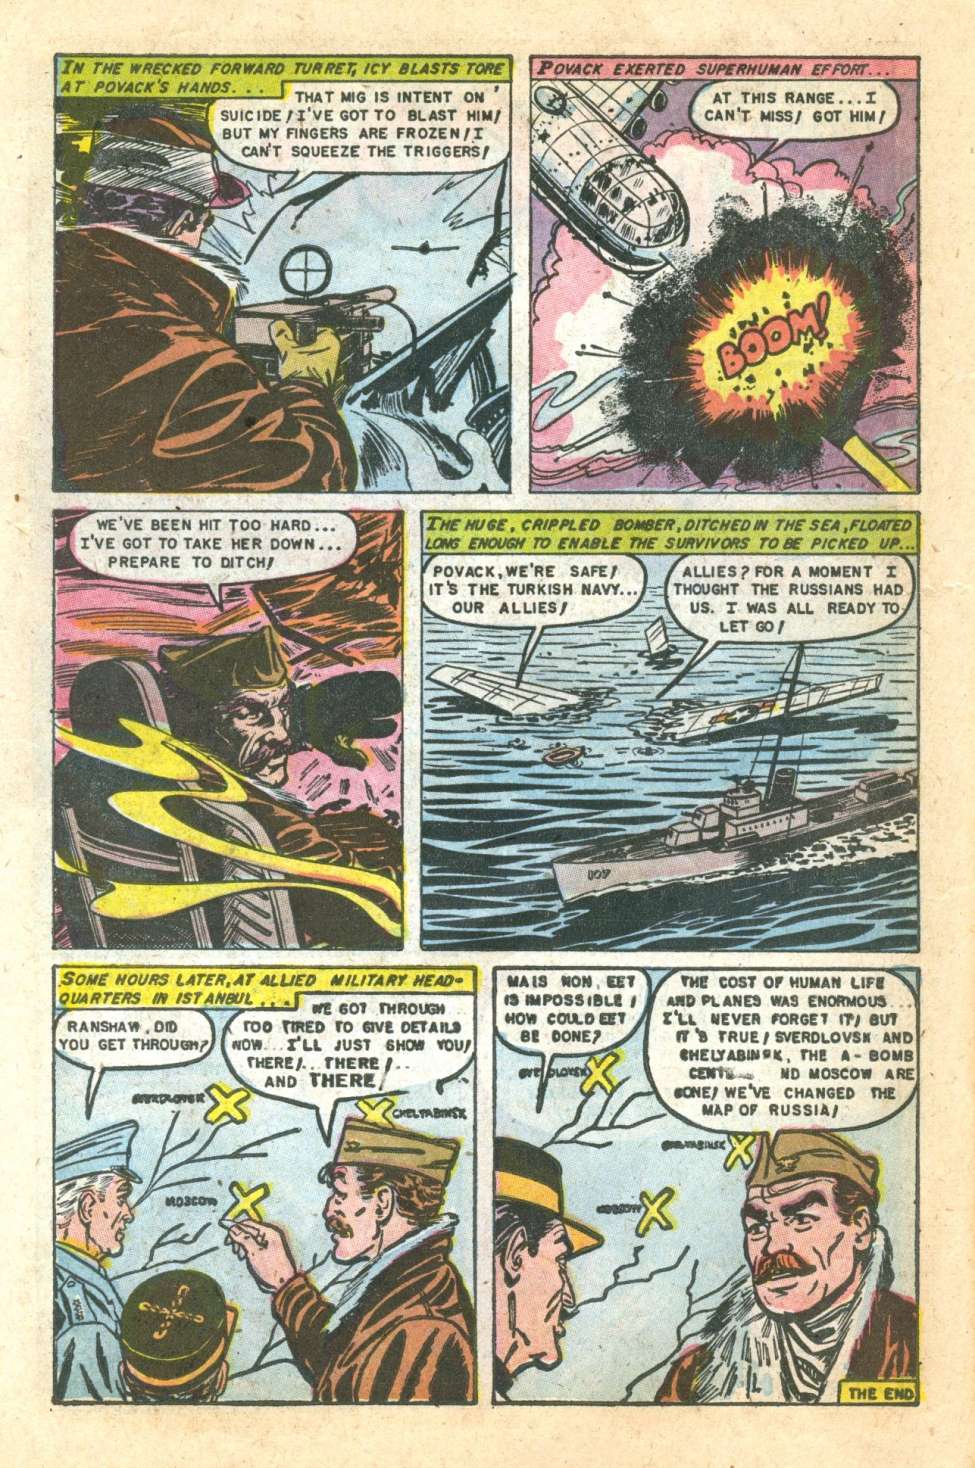 IN THE WRECKED FORWARD TURRET, ICY BLASTS TORE
AT POVACK'S HANDS...
THAT MIG IS INTENT ON
SUICIDE! I'VE GOT TO BLAST HIM!
BUT MY FINGERS ARE FROZEN! I
CAN'T SQUEEZE THE TRIGGERS!
POVACK EXERTED SUPERHUMAN EFFORT...
AT THIS RANGE...I
CAN'T MISS! GOT HIM!
BOOM!
WE'VE BEEN HIT TOO HARD...
I'VE GOT TO TAKE HER DOWN...
PREPARE TO DITCH!
THE HUGE, CRIPPLED BOMBER, DITCHED IN THE SEA, FLOATED
LONG ENOUGH TO ENABLE THE SURVIVORS TO BE PICKED UP...
POVACK, WE'RE SAFE!
IT'S THE TURKISH NAVY...
OUR ALLIES!
ALLIES? FOR A MOMENT I
THOUGHT THE RUSSIANS HAD
US. I WAS ALL READY TO
LET GO!
107
SOME HOURS LATER, AT ALLIED MILITARY HEAD-
QUARTERS IN ISTANBUL...
RANSHAW, DID
YOU GET THROUGH?
WE GOT THROUGH..
TOO TIRED TO GIVE DETAILS
NOW...I'LL JUST SHOW YOU!
THERE!... THERE!...
AND THERE!
SVERDLOVSK
CHELYABINSK
MOSCOW
MAIS NON, EET
IS IMPOSSIBLE!
HOW COULD EET
BE DONE?
THE COST OF HUMAN LIFE
AND PLANES WAS ENORMOUS...
I'LL NEVER FORGET IT! BUT
IT'S TRUE! SVERDLOVSK AND
CHELYABINSK, THE A-BOMB
CENT ND MOSCOW ARE
GONE! WE'VE CHANGED THE
MAP OF RUSSIA!
SVERDLOVSK
CHELYABINSK
MOSCOW
THE END